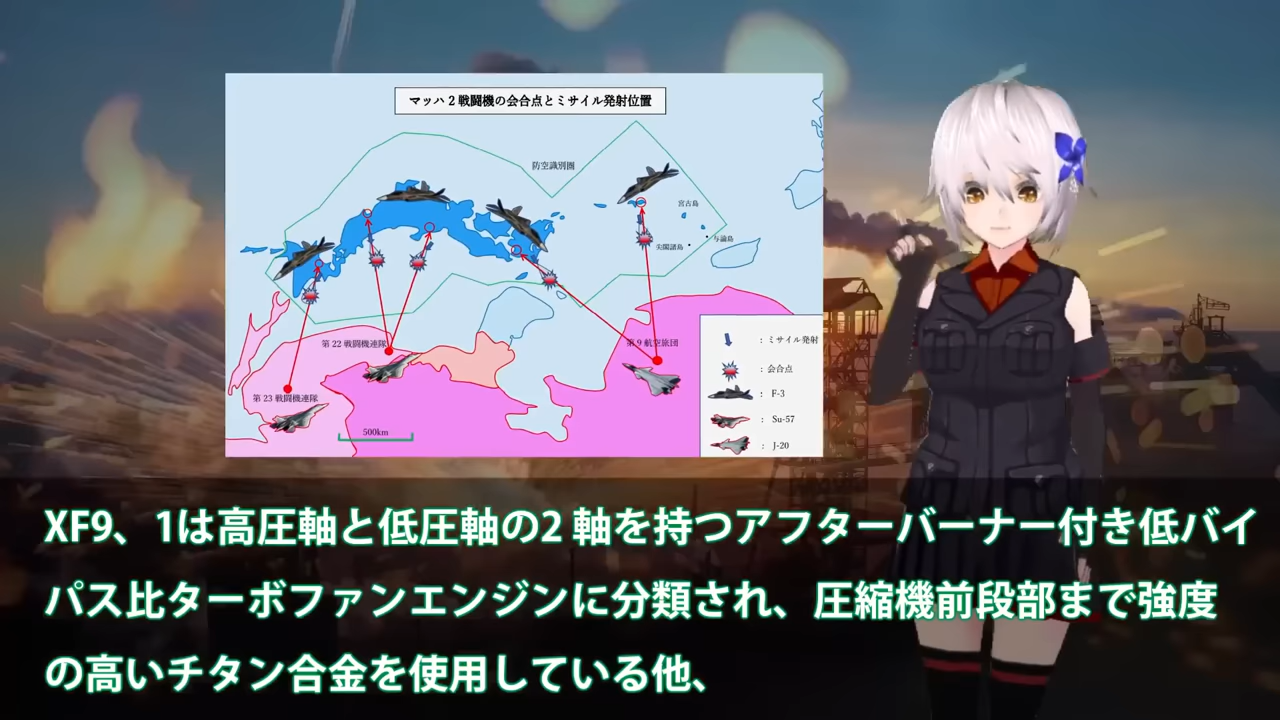 マッハ 2 戦闘機の会合点とミサイル発射位置
防空識別圏
宮古島
尖閣諸島
与論島
第 22 戦闘機連隊
第 9 航空旅団
第 23 戦闘機連隊
500km
：ミサイル発射
：会合点
： F-3
： Su-57
： J-20
XF9、1は高圧軸と低圧軸の2 軸を持つアフターバーナー付き低バイ
パス比ターボファンエンジンに分類され、圧縮機前段部まで強度
の高いチタン合金を使用している他、